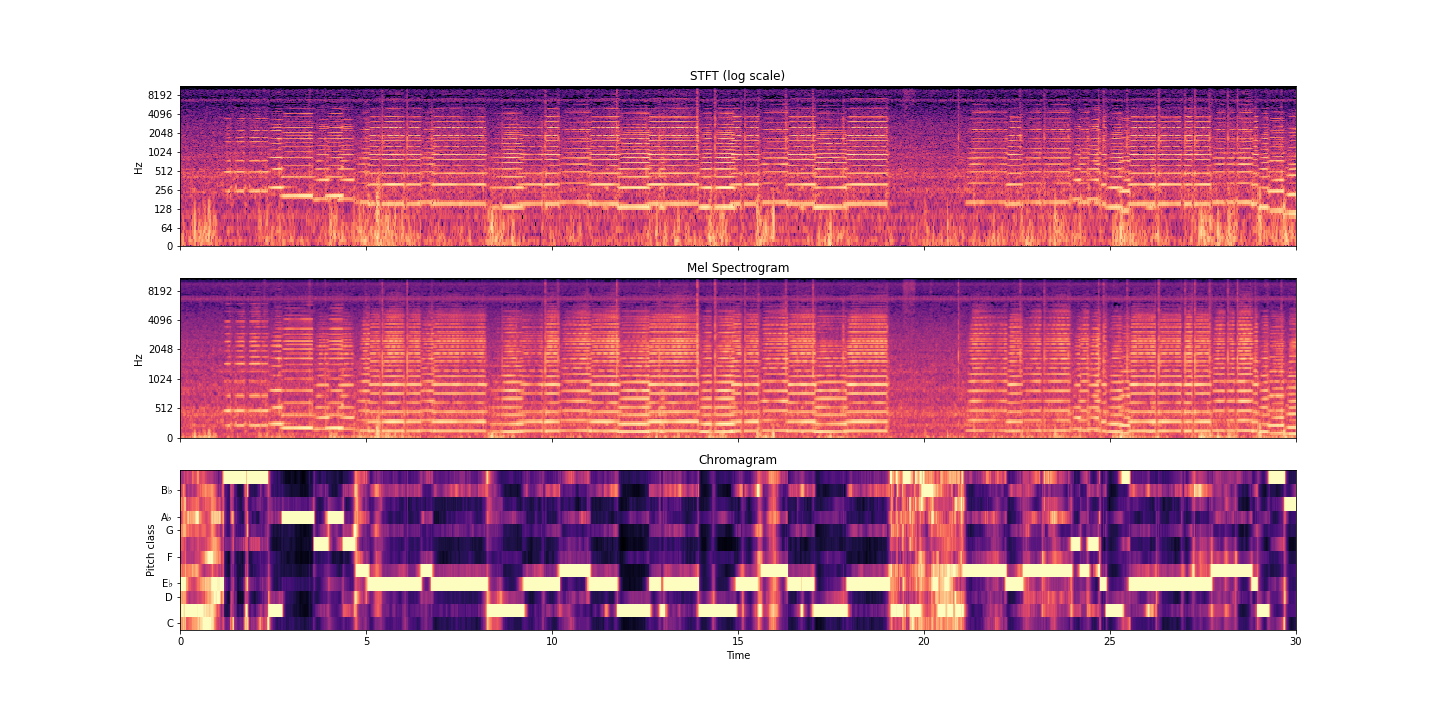 STFT (log scale)
8192
4096
2048
1024
512
256
128
64
0
Hz
Mel Spectrogram
8192
4096
2048
1024
512
0
Hz
Chromagram
B♭
A♭
G
F
E♭
D
C
Pitch class
0 5 10 15 20 25 30
Time